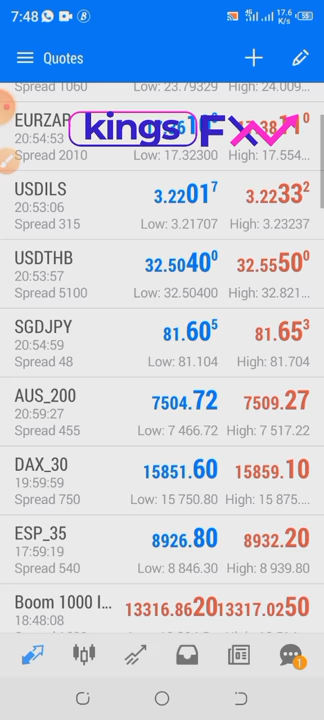 7:48
17.6
K/s
59
Quotes
Spread 1060 Low: 23.79329 High: 24.009...
EURZAR
kings FX
20:54:53
Spread 2010 Low: 17.32300 High: 17.554...
USDILS 3.22017 3.22332
20:53:06
Spread 315 Low: 3.21707 High: 3.23237
USDTHB 32.50400 32.55500
20:53:57
Spread 5100 Low: 32.50400 High: 32.821...
SGDJPY 81.605 81.653
20:54:59
Spread 48 Low: 81.104 High: 81.704
AUS_200 7504.72 7509.27
20:59:27
Spread 455 Low: 7 466.72 High: 7 517.22
DAX_30 15851.60 15859.10
19:59:59
Spread 750 Low: 15 750.80 High: 15 875....
ESP_35 8926.80 8932.20
17:59:19
Spread 540 Low: 8 846.30 High: 8 939.80
Boom 1000 I... 13316.8620 13317.0250
18:48:08
1